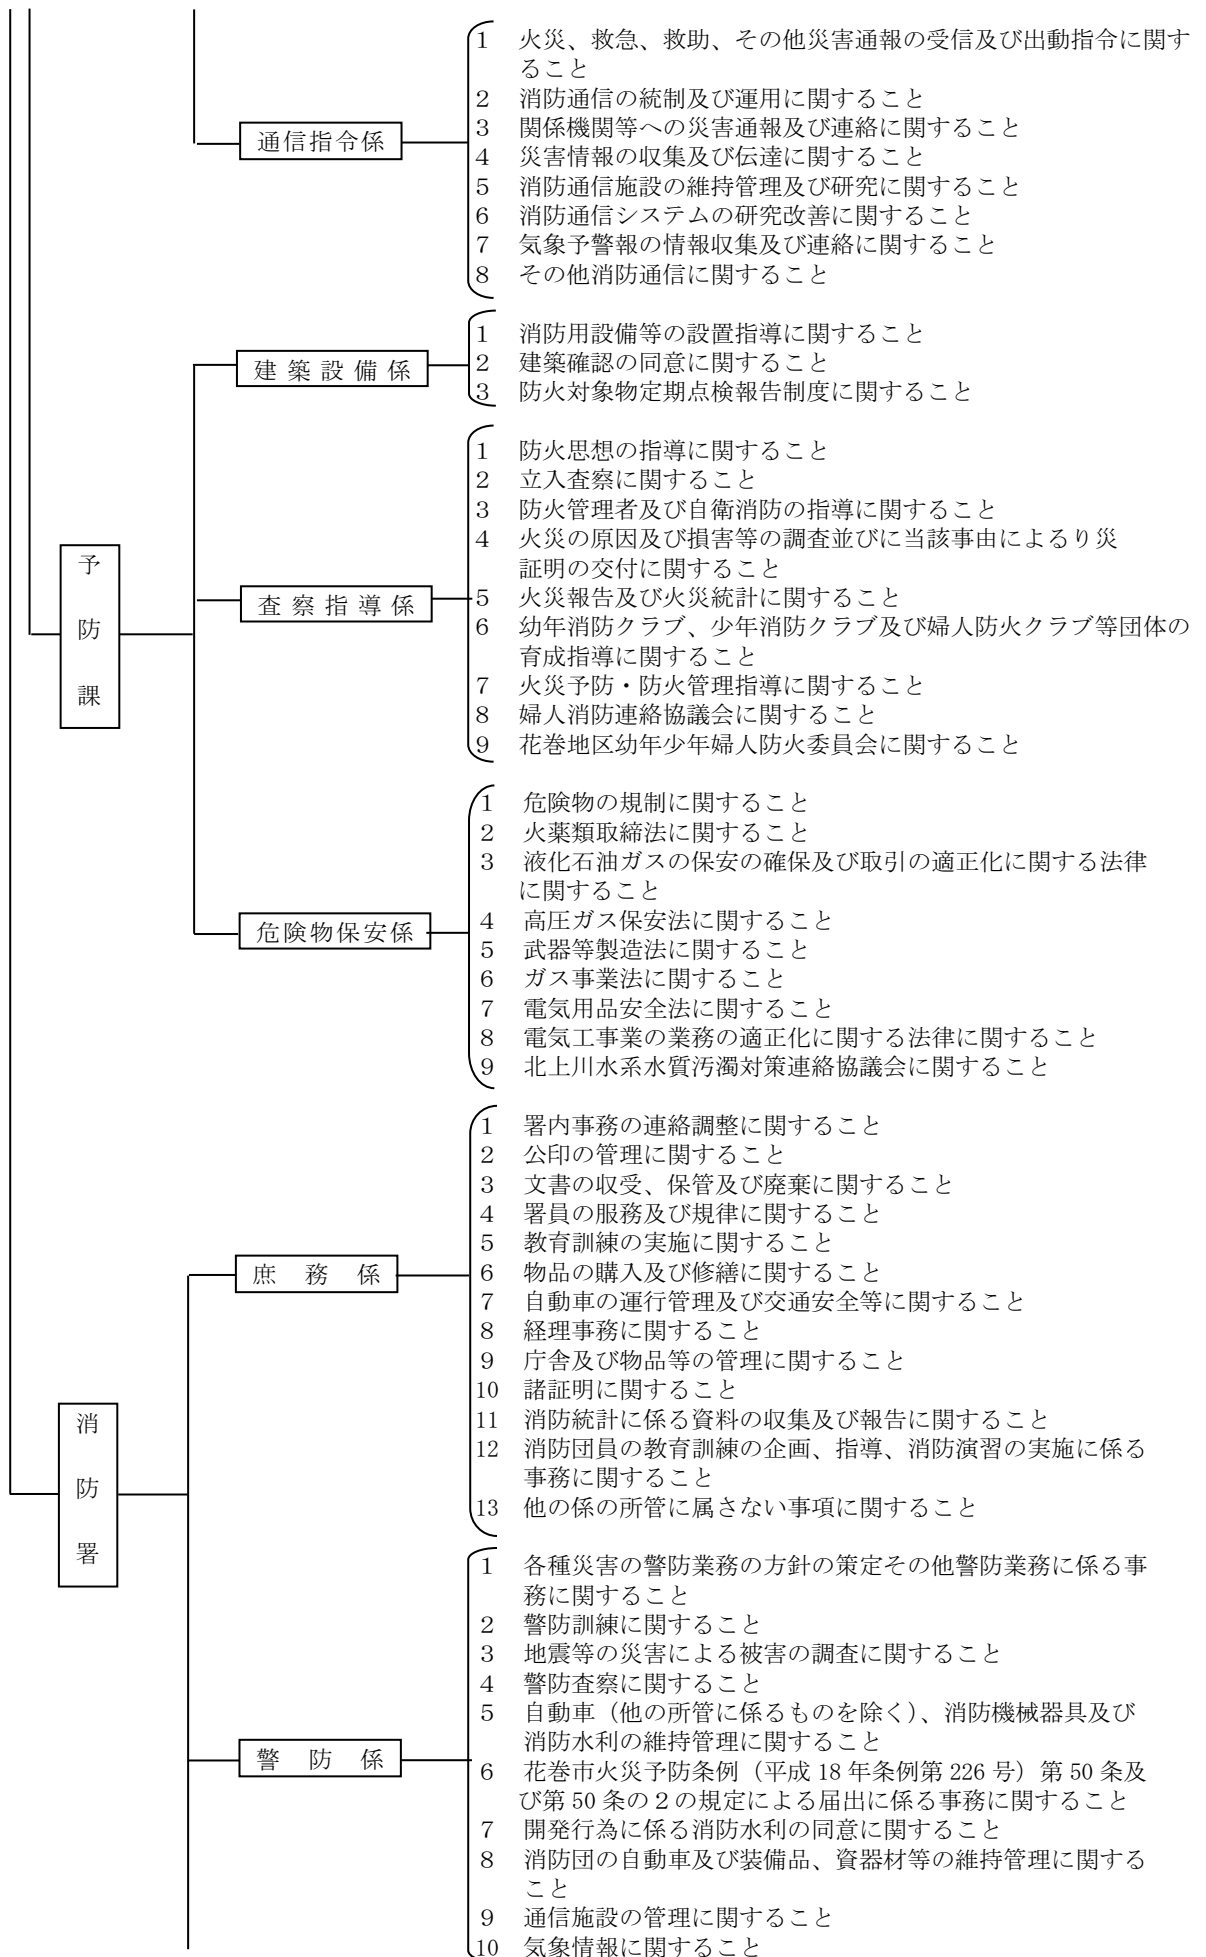 通信指令係
1 火災、救急、救助、その他災害通報の受信及び出動指令に関す
ること
2 消防通信の統制及び運用に関すること
3 関係機関等への災害通報及び連絡に関すること
4 災害情報の収集及び伝達に関すること
5 消防通信施設の維持管理及び研究に関すること
6 消防通信システムの研究改善に関すること
7 気象予警報の情報収集及び連絡に関すること
8 その他消防通信に関すること
予防課
建築設備係
1 消防用設備等の設置指導に関すること
2 建築確認の同意に関すること
3 防火対象物定期点検報告制度に関すること
査察指導係
1 防火思想の指導に関すること
2 立入査察に関すること
3 防火管理者及び自衛消防の指導に関すること
4 火災の原因及び損害等の調査並びに当該事由によるり災
証明の交付に関すること
5 火災報告及び火災統計に関すること
6 幼年消防クラブ、少年消防クラブ及び婦人防火クラブ等団体の
育成指導に関すること
7 火災予防・防火管理指導に関すること
8 婦人消防連絡協議会に関すること
9 花巻地区幼年少年婦人防火委員会に関すること
危険物保安係
1 危険物の規制に関すること
2 火薬類取締法に関すること
3 液化石油ガスの保安の確保及び取引の適正化に関する法律
に関すること
4 高圧ガス保安法に関すること
5 武器等製造法に関すること
6 ガス事業法に関すること
7 電気用品安全法に関すること
8 電気工事業の業務の適正化に関する法律に関すること
9 北上川水系水質汚濁対策連絡協議会に関すること
消防署
庶務係
1 署内事務の連絡調整に関すること
2 公印の管理に関すること
3 文書の収受、保管及び廃棄に関すること
4 署員の服務及び規律に関すること
5 教育訓練の実施に関すること
6 物品の購入及び修繕に関すること
7 自動車の運行管理及び交通安全等に関すること
8 経理事務に関すること
9 庁舎及び物品等の管理に関すること
10 諸証明に関すること
11 消防統計に係る資料の収集及び報告に関すること
12 消防団員の教育訓練の企画、指導、消防演習の実施に係る
事務に関すること
13 他の係の所管に属さない事項に関すること
警防係
1 各種災害の警防業務の方針の策定その他警防業務に係る事
務に関すること
2 警防訓練に関すること
3 地震等の災害による被害の調査に関すること
4 警防査察に関すること
5 自動車（他の所管に係るものを除く）、消防機械器具及び
消防水利の維持管理に関すること
6 花巻市火災予防条例（平成 18 年条例第 226 号）第 50 条及
び第 50 条の２の規定による届出に係る事務に関すること
7 開発行為に係る消防水利の同意に関すること
8 消防団の自動車及び装備品、資器材等の維持管理に関する
こと
9 通信施設の管理に関すること
10 気象情報に関すること